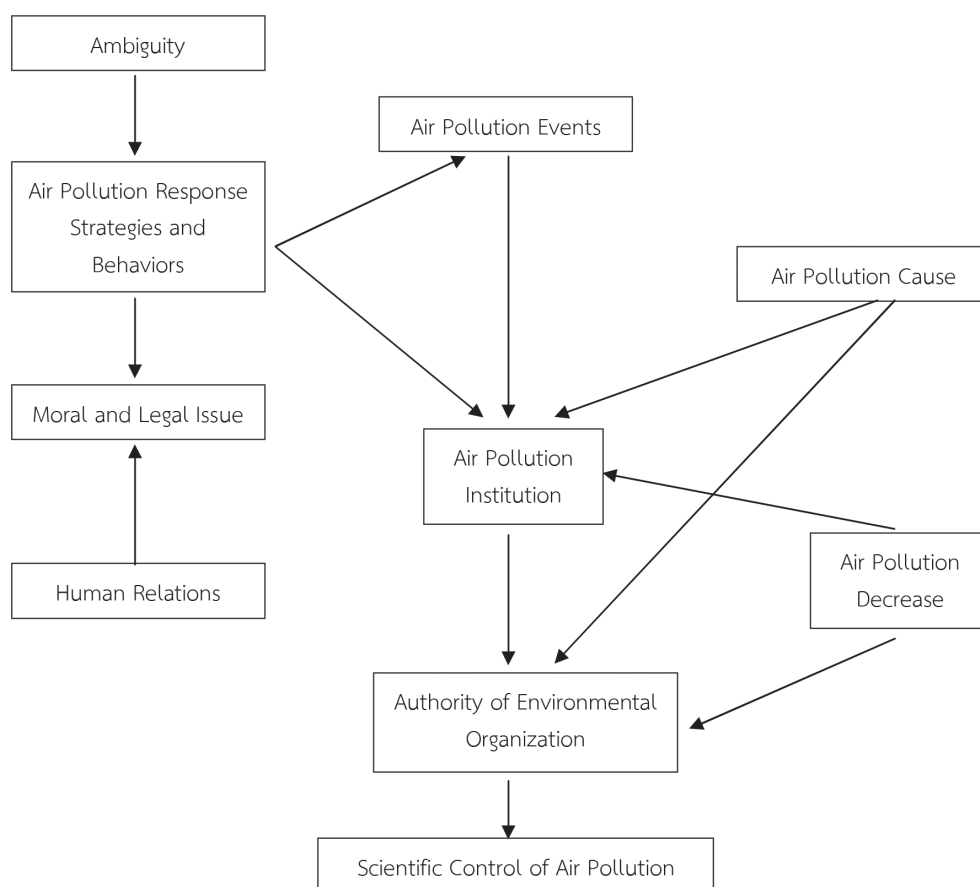 Ambiguity
Air Pollution Events
Air Pollution Response
Strategies and
Behaviors
Air Pollution Cause
Moral and Legal Issue
Air Pollution
Institution
Human Relations
Air Pollution
Decrease
Authority of Environmental
Organization
Scientific Control of Air Pollution